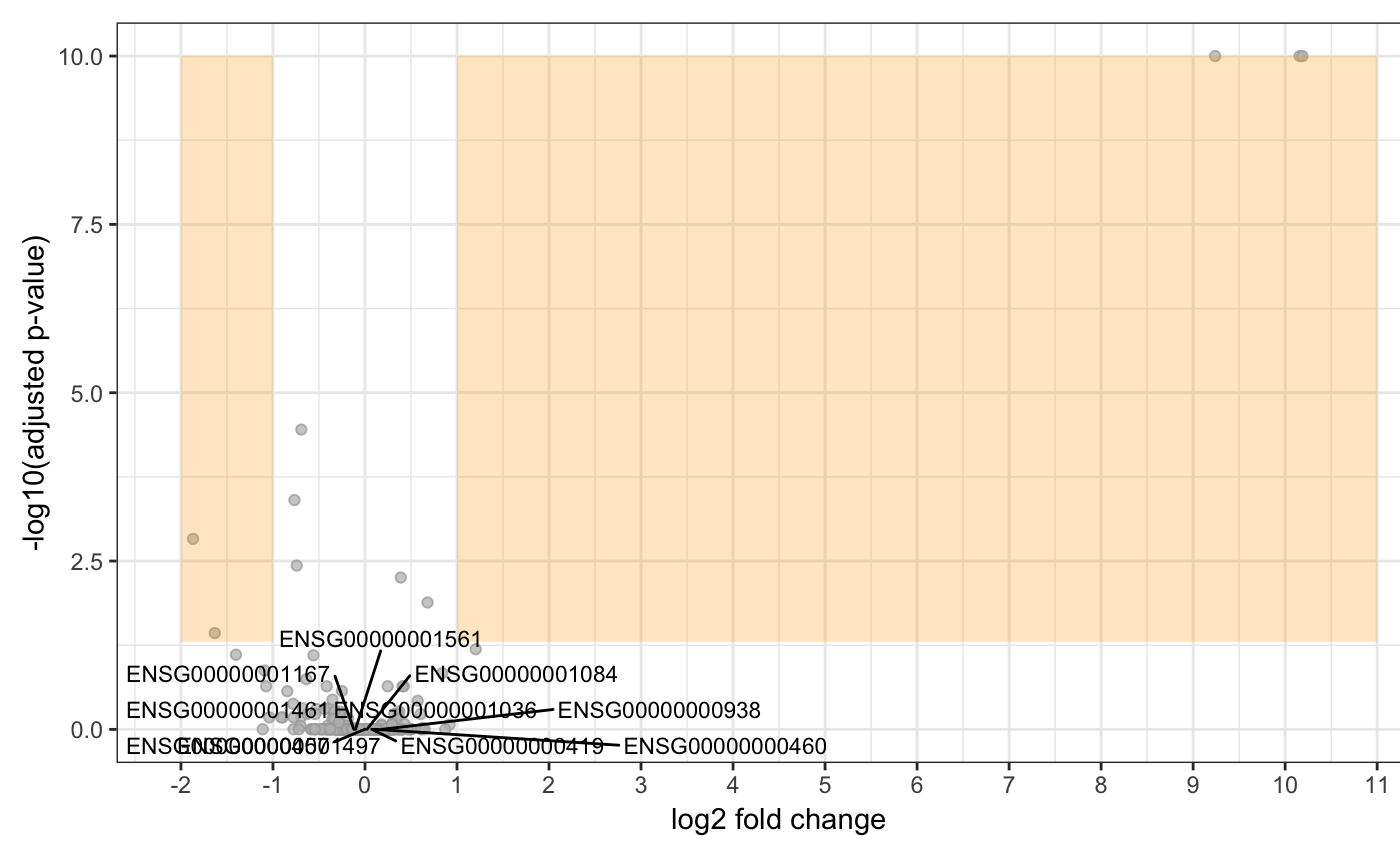 10.0
7.5
5.0
2.5
0.0
-log10(adjusted p-value)
ENSG00000001561
ENSG00000001167
ENSG00000001084
ENSG00000001461
ENSG00000001036
ENSG00000000938
ENSG00000000419
ENSG00000000460
-2 -1 0 1 2 3 4 5 6 7 8 9 10 11
log2 fold change